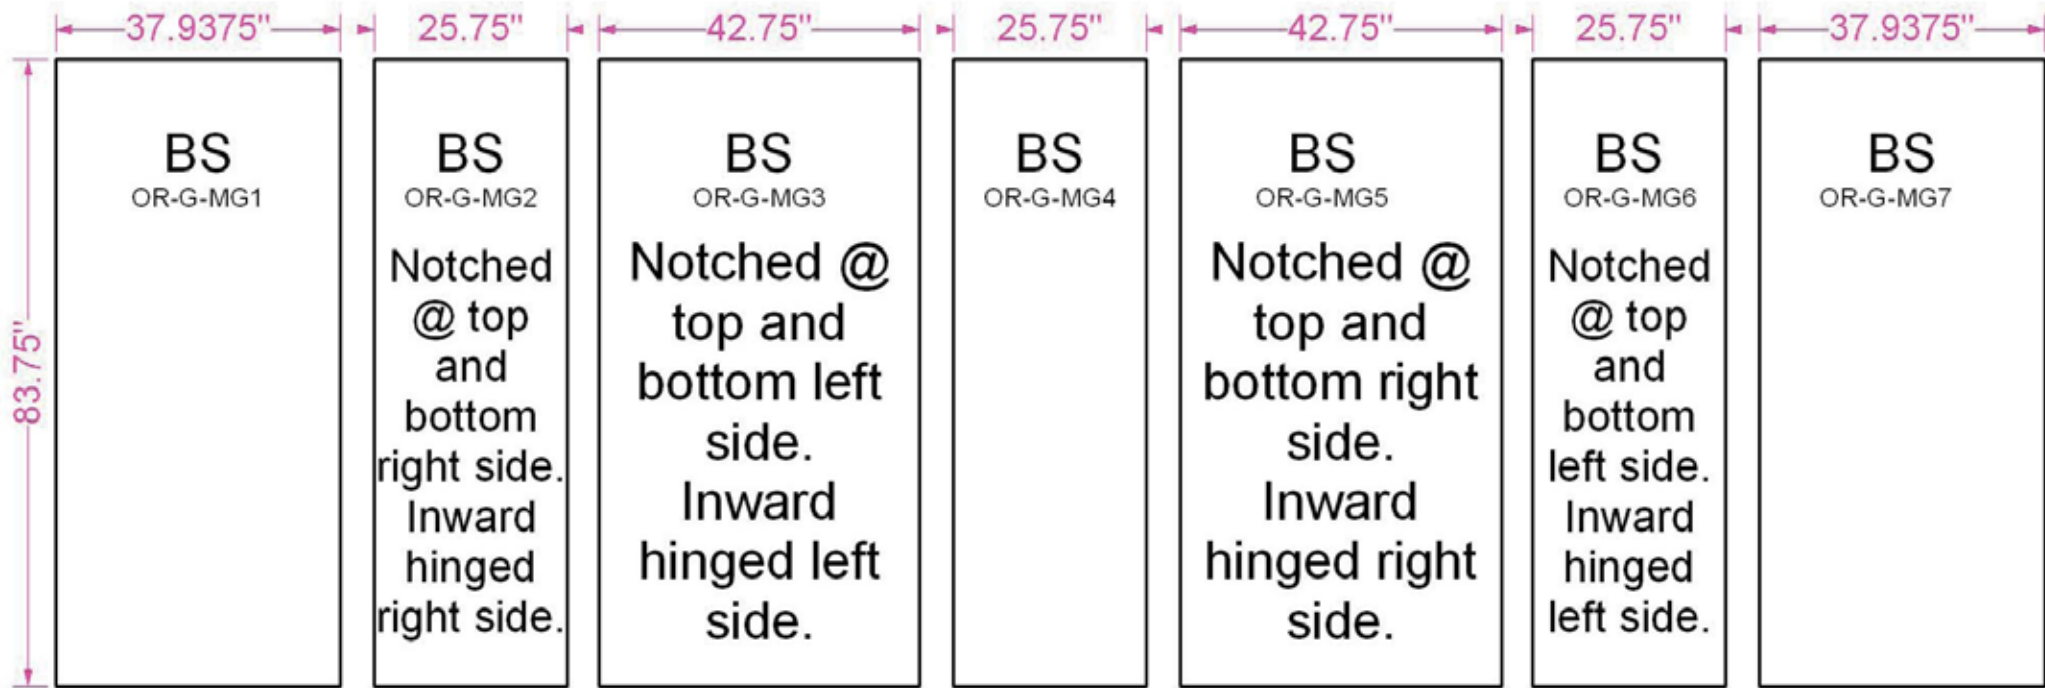 37.9375"
25.75"
42.75"
25.75"
42.75"
25.75"
37.9375"
83.75"
BS
OR-G-MG1
BS
OR-G-MG2
Notched
@ top
and
bottom
right side.
Inward
hinged
right side.
BS
OR-G-MG3
Notched @
top and
bottom left
side.
Inward
hinged left
side.
BS
OR-G-MG4
BS
OR-G-MG5
Notched @
top and
bottom right
side.
Inward
hinged right
side.
BS
OR-G-MG6
Notched
@ top
and
bottom
left side.
Inward
hinged
left side.
BS
OR-G-MG7